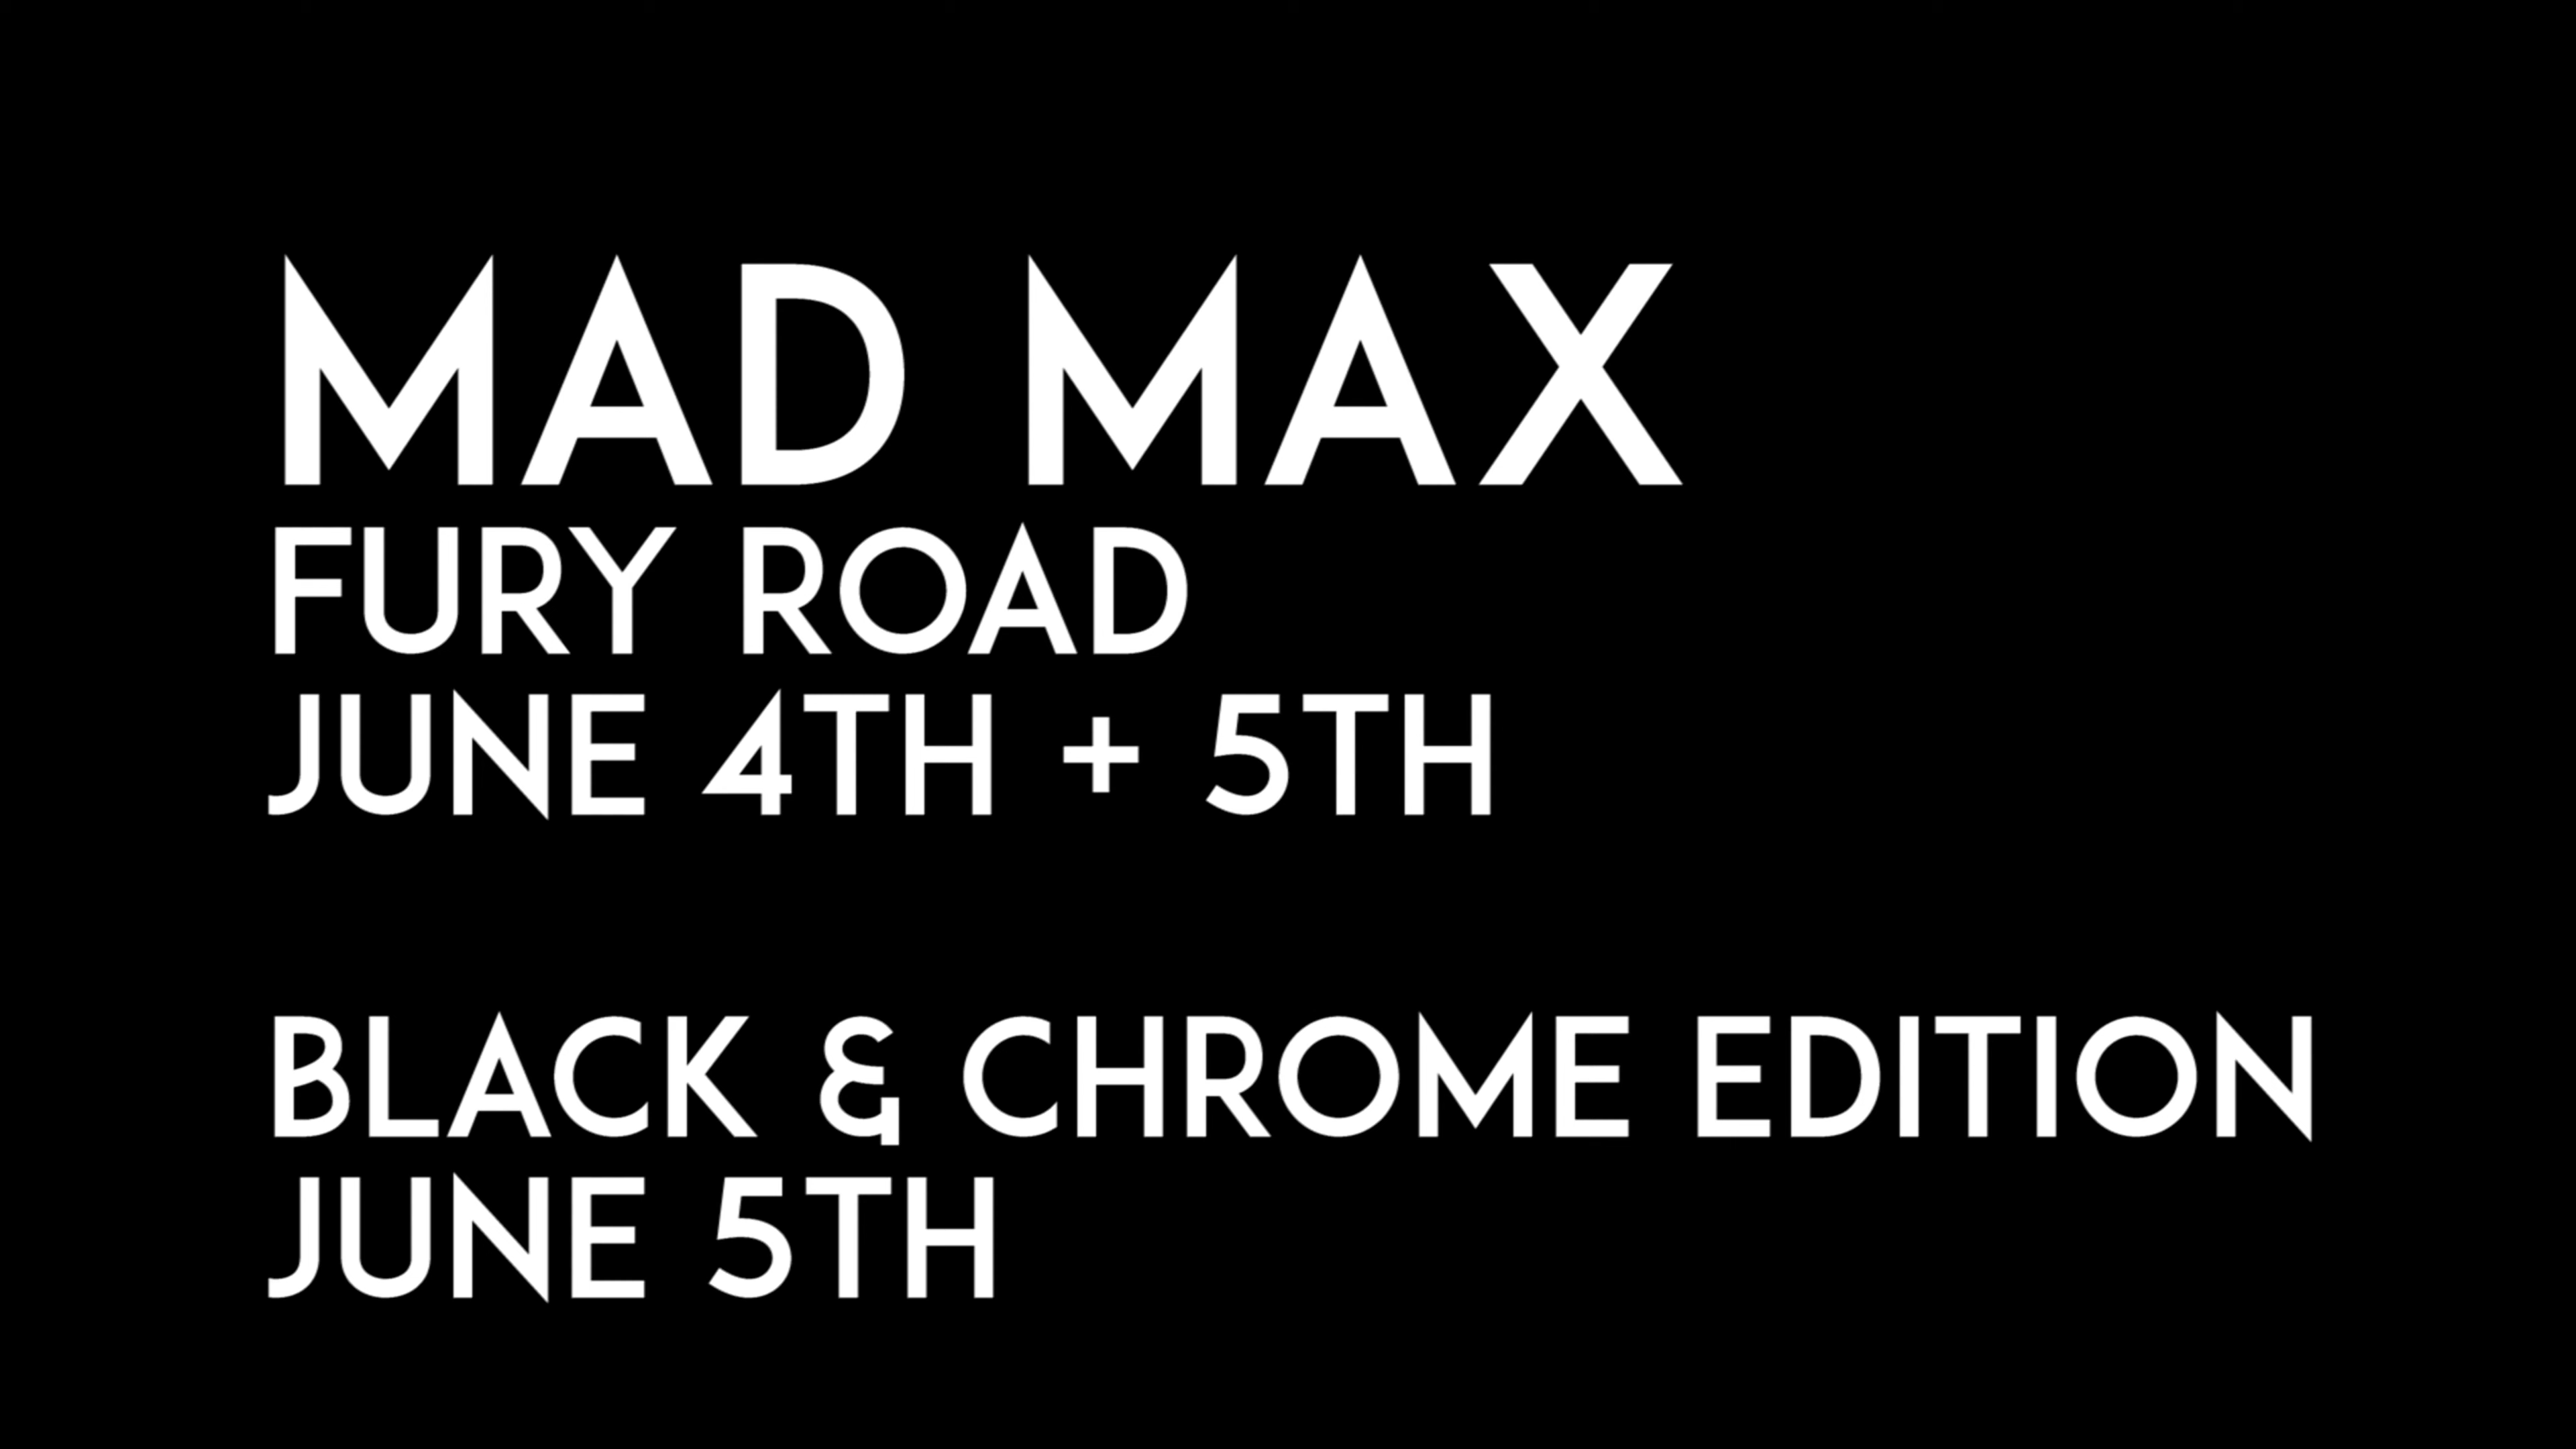 MAD MAX
FURY ROAD
JUNE 4TH + 5TH
BLACK & CHROME EDITION
JUNE 5TH